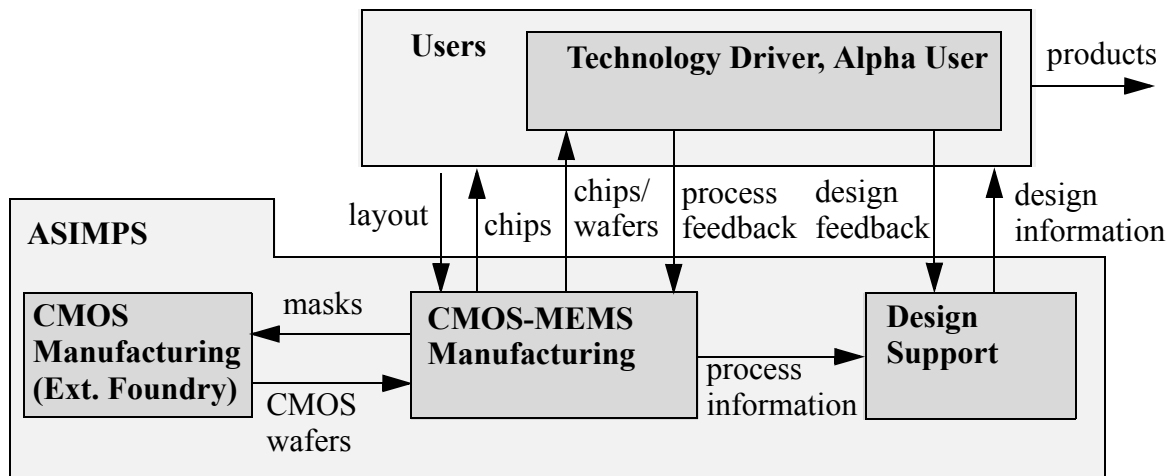 Users
Technology Driver, Alpha User
products
layout
chips
chips/
wafers
process
feedback
design
feedback
design
information
ASIMPS
CMOS
Manufacturing
(Ext. Foundry)
masks
CMOS
wafers
CMOS-MEMS
Manufacturing
process
information
Design
Support